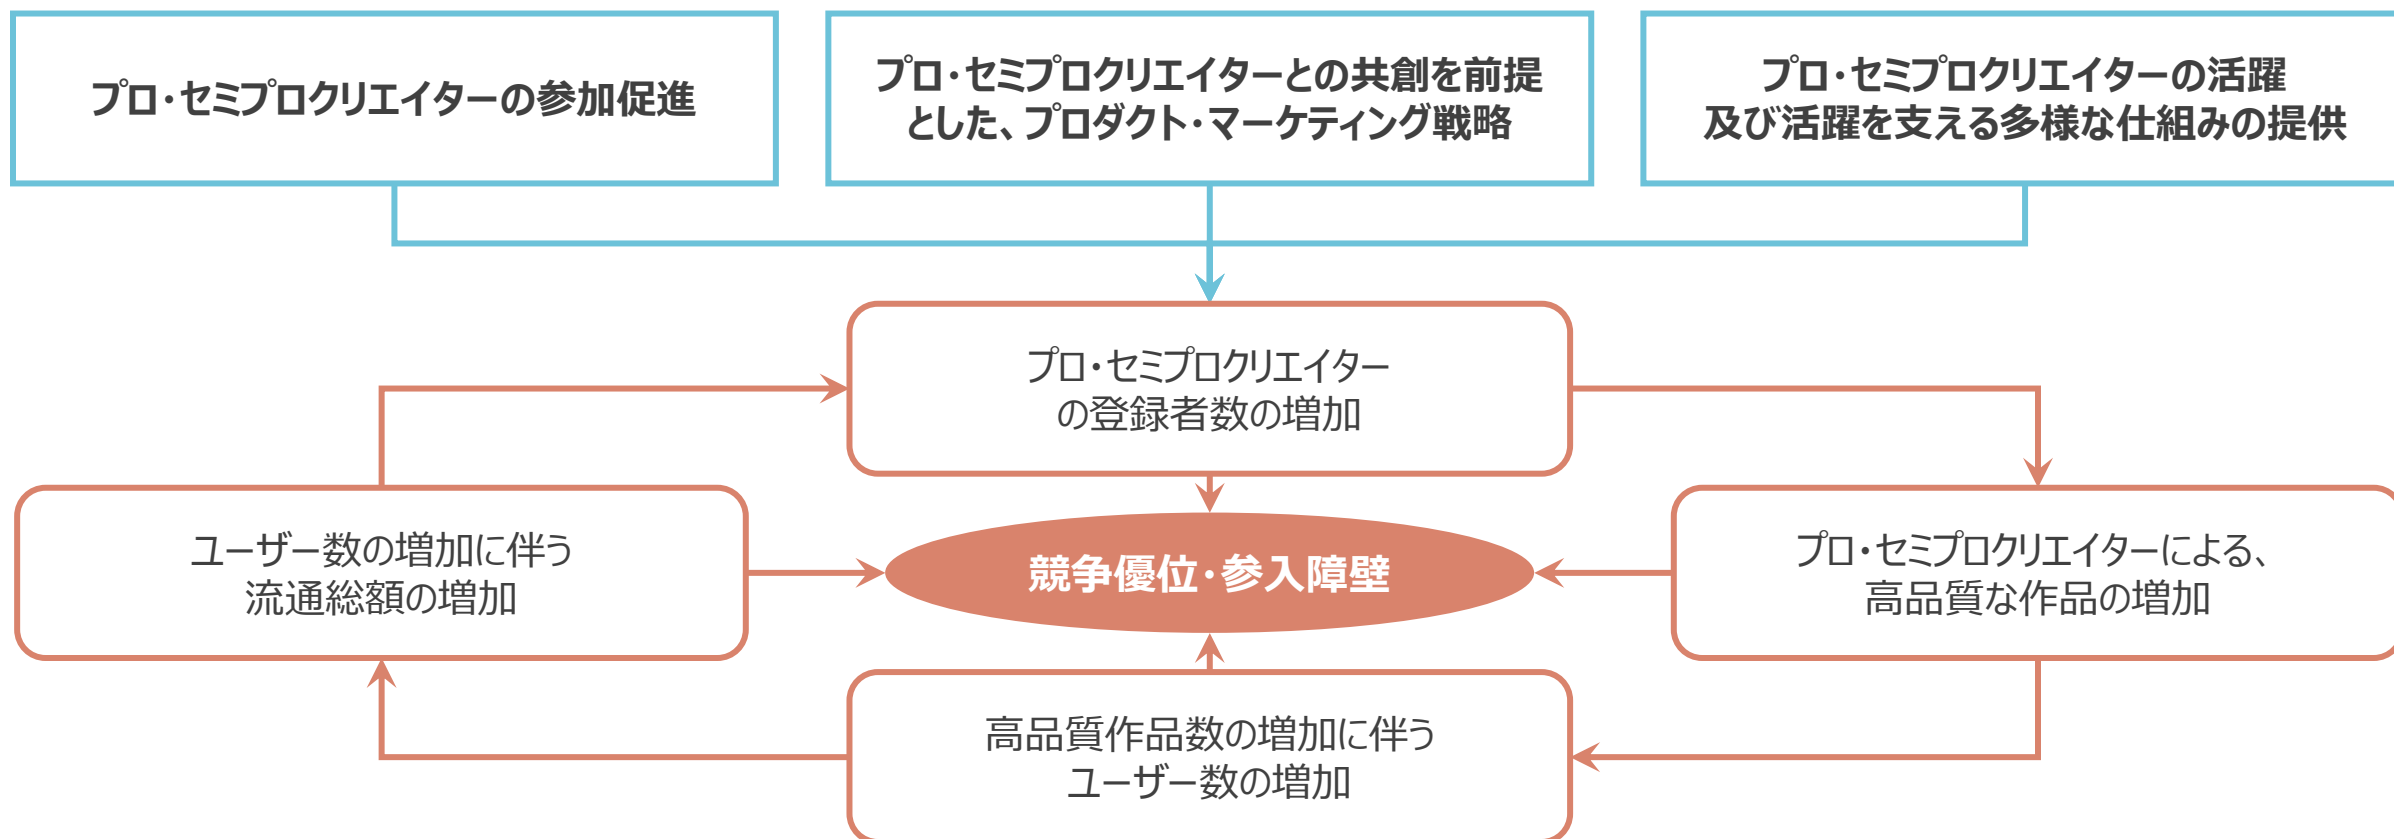 プロ・セミプロクリエイターの参加促進
プロ・セミプロクリエイターとの共創を前提
とした、プロダクト・マーケティング戦略
プロ・セミプロクリエイターの活躍
及び活躍を支える多様な仕組みの提供
プロ・セミプロクリエイター
の登録者数の増加
ユーザー数の増加に伴う
流通総額の増加
競争優位・参入障壁
プロ・セミプロクリエイターによる、
高品質な作品の増加
高品質作品数の増加に伴う
ユーザー数の増加